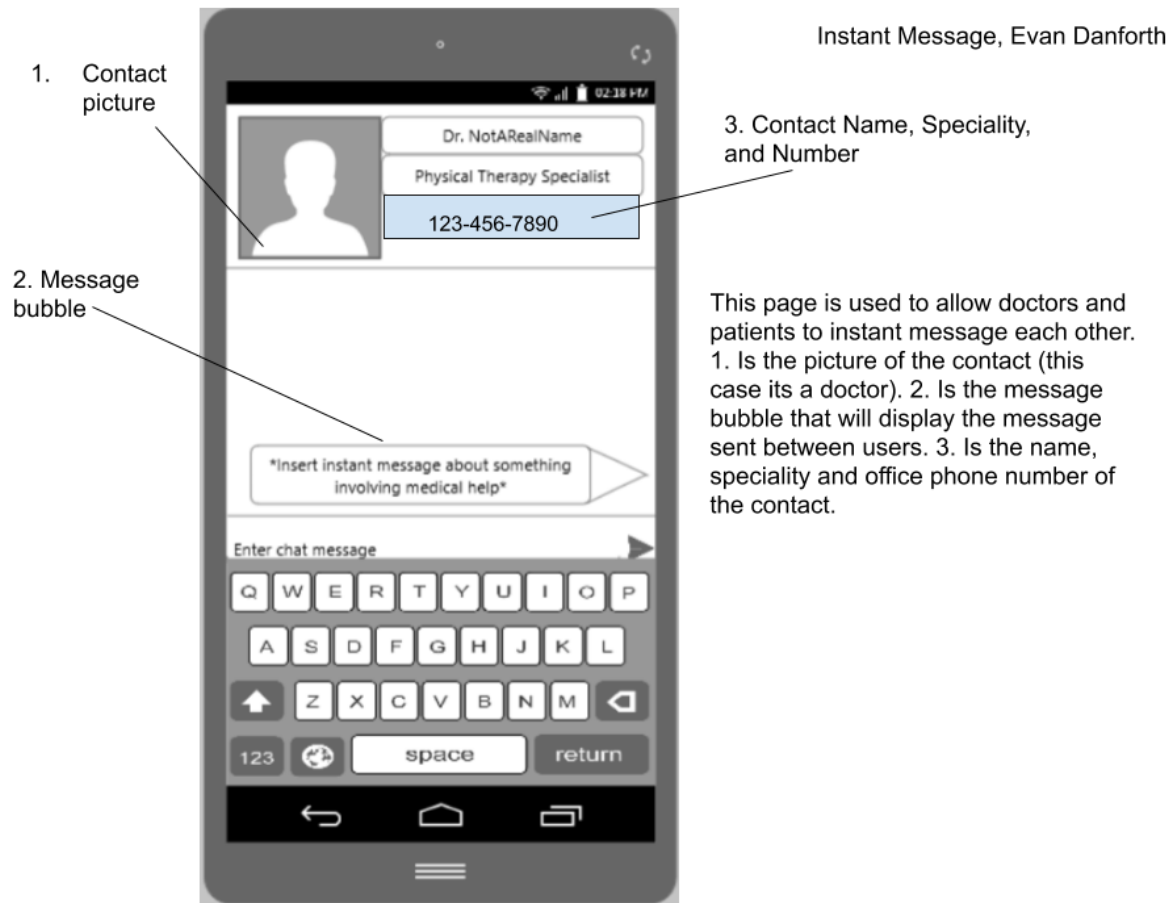 Instant Message, Evan Danforth
1. Contact
picture
02:18 PM
Dr. NotARealName
Physical Therapy Specialist
123-456-7890
3. Contact Name, Speciality,
and Number
2. Message
bubble
This page is used to allow doctors and
patients to instant message each other.
1. Is the picture of the contact (this
case its a doctor). 2. Is the message
bubble that will display the message
sent between users. 3. Is the name,
speciality and office phone number of
the contact.
*Insert instant message about something
involving medical help*
Enter chat message
Q W E R T Y U I O P
A S D F G H J K L
Z X C V B N M
123 space return